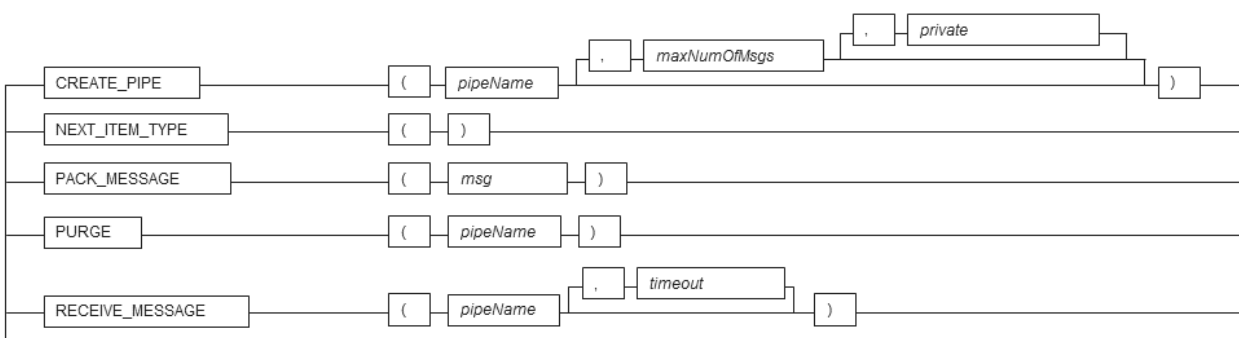 , private
, maxNumOfMsgs
CREATE_PIPE ( pipeName )
NEXT_ITEM_TYPE ( )
PACK_MESSAGE ( msg )
PURGE ( pipeName )
, timeout
RECEIVE_MESSAGE ( pipeName )